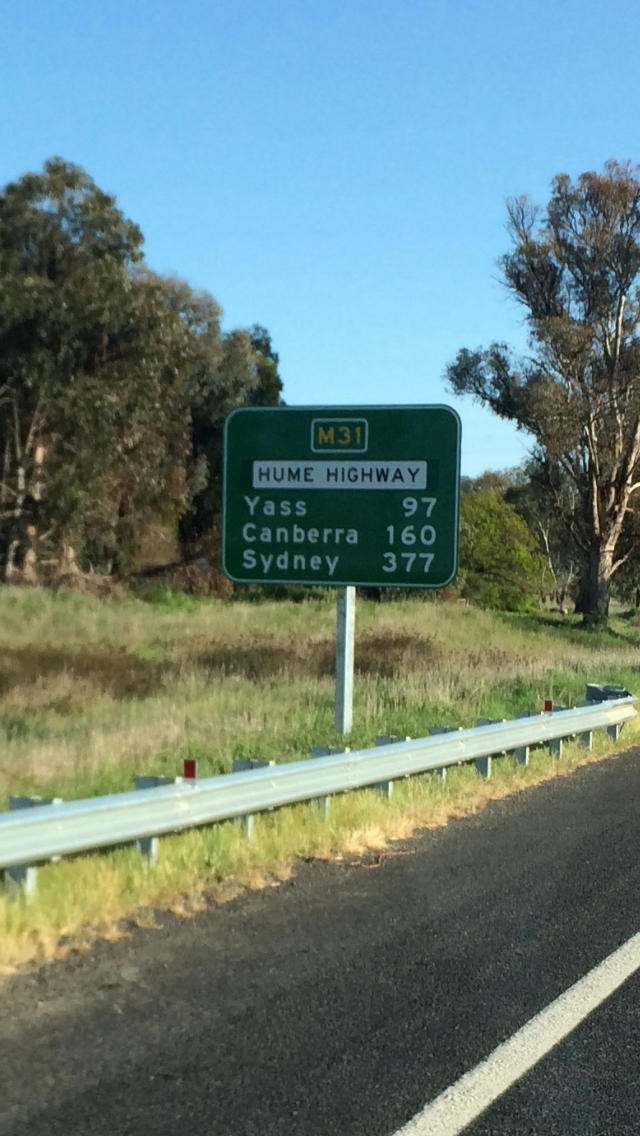 M31
HUME HIGHWAY
Yass 97
Canberra 160
Sydney 377